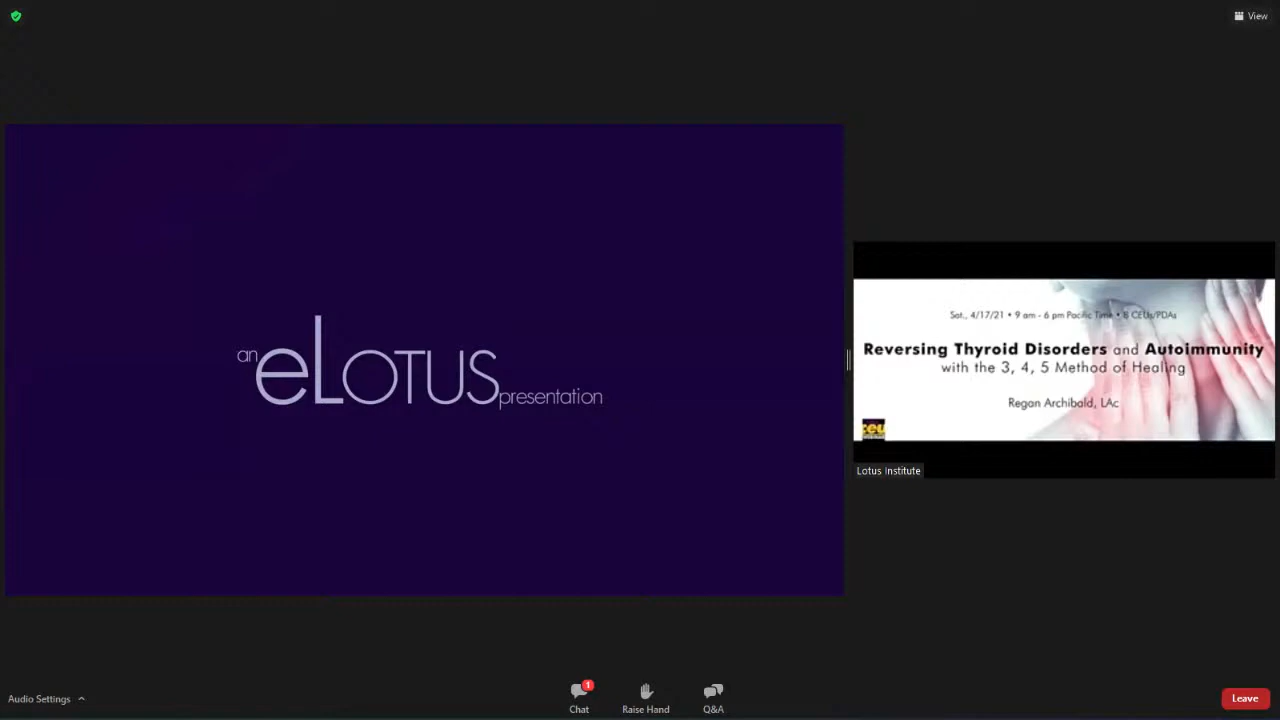 View
an eLOTUS presentation
Sat., 4/17/21 • 9 am - 6 pm Pacific Time • 8 CEUs/PDAs
Reversing Thyroid Disorders and Autoimmunity
with the 3, 4, 5 Method of Healing
Regan Archibald, LAc
ceu
Lotus Institute
Audio Settings
1
Chat
Raise Hand
Q&A
Leave